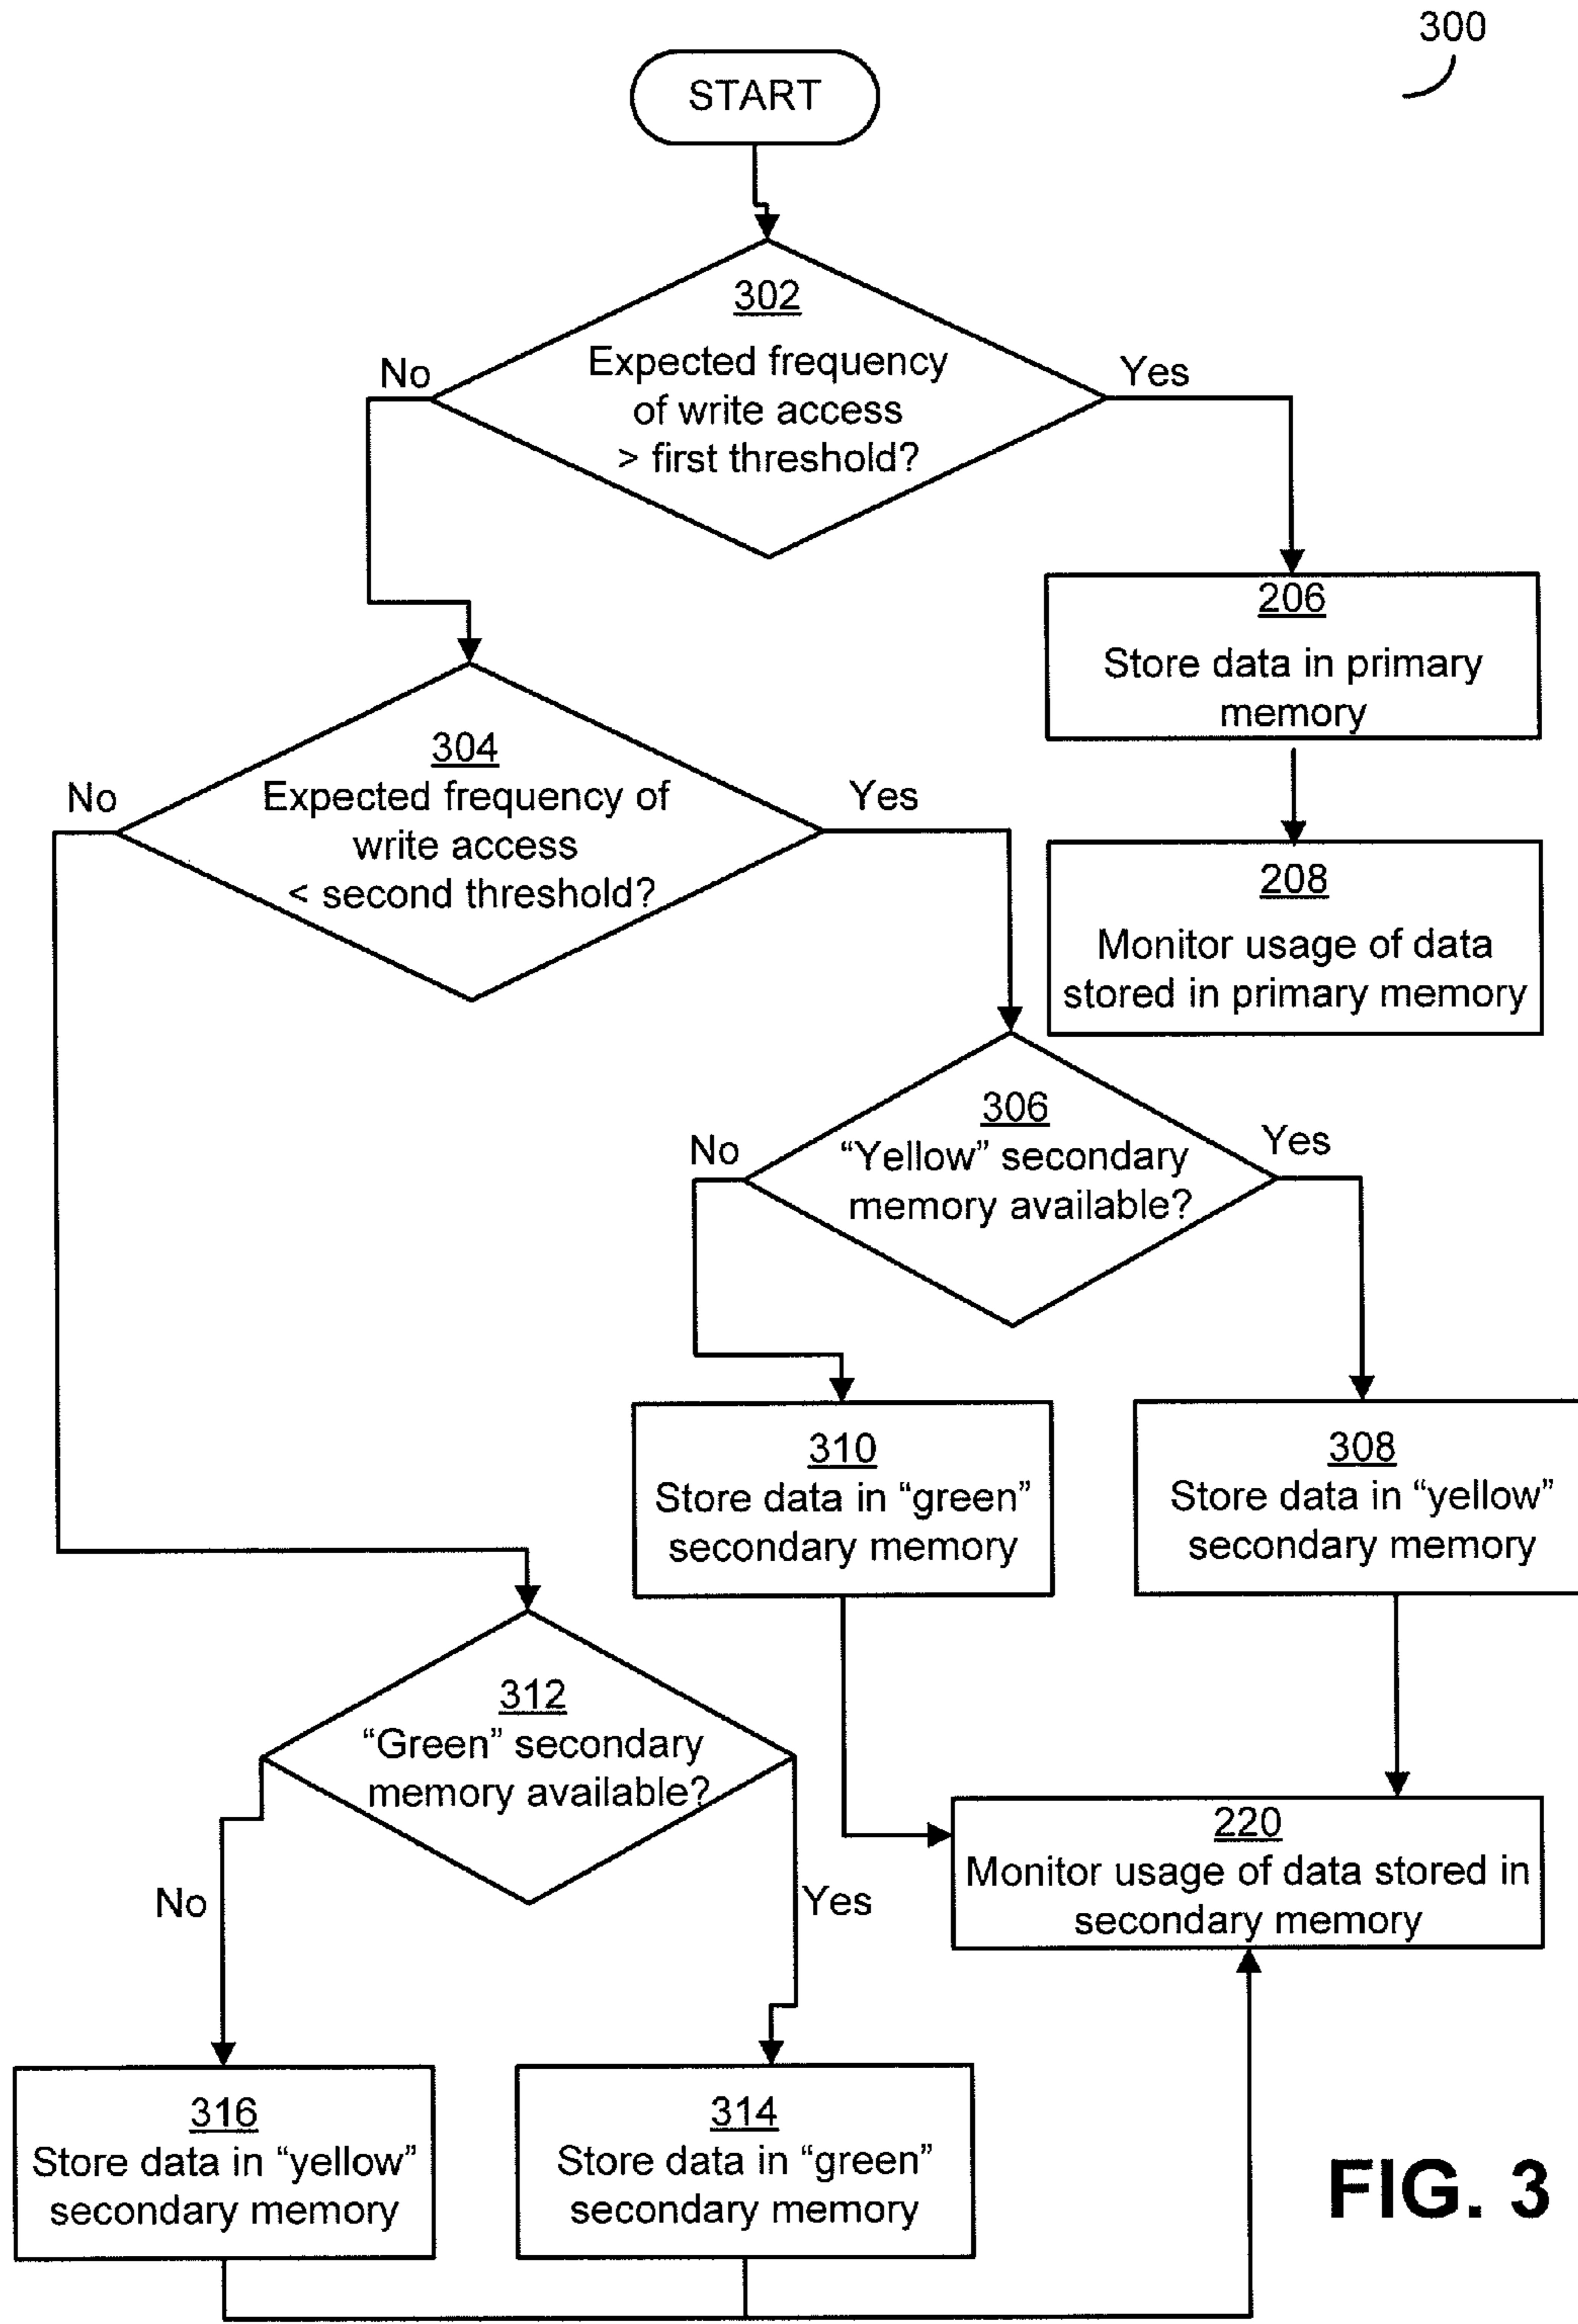 300
START
302
Expected frequency
of write access
> first threshold?
No
Yes
206
Store data in primary
memory
304
Expected frequency of
write access
< second threshold?
No
Yes
208
Monitor usage of data
stored in primary memory
306
“Yellow” secondary
memory available?
No
Yes
310
Store data in “green”
secondary memory
308
Store data in “yellow”
secondary memory
312
“Green” secondary
memory available?
No
Yes
220
Monitor usage of data stored in
secondary memory
316
Store data in “yellow”
secondary memory
314
Store data in “green”
secondary memory
FIG. 3